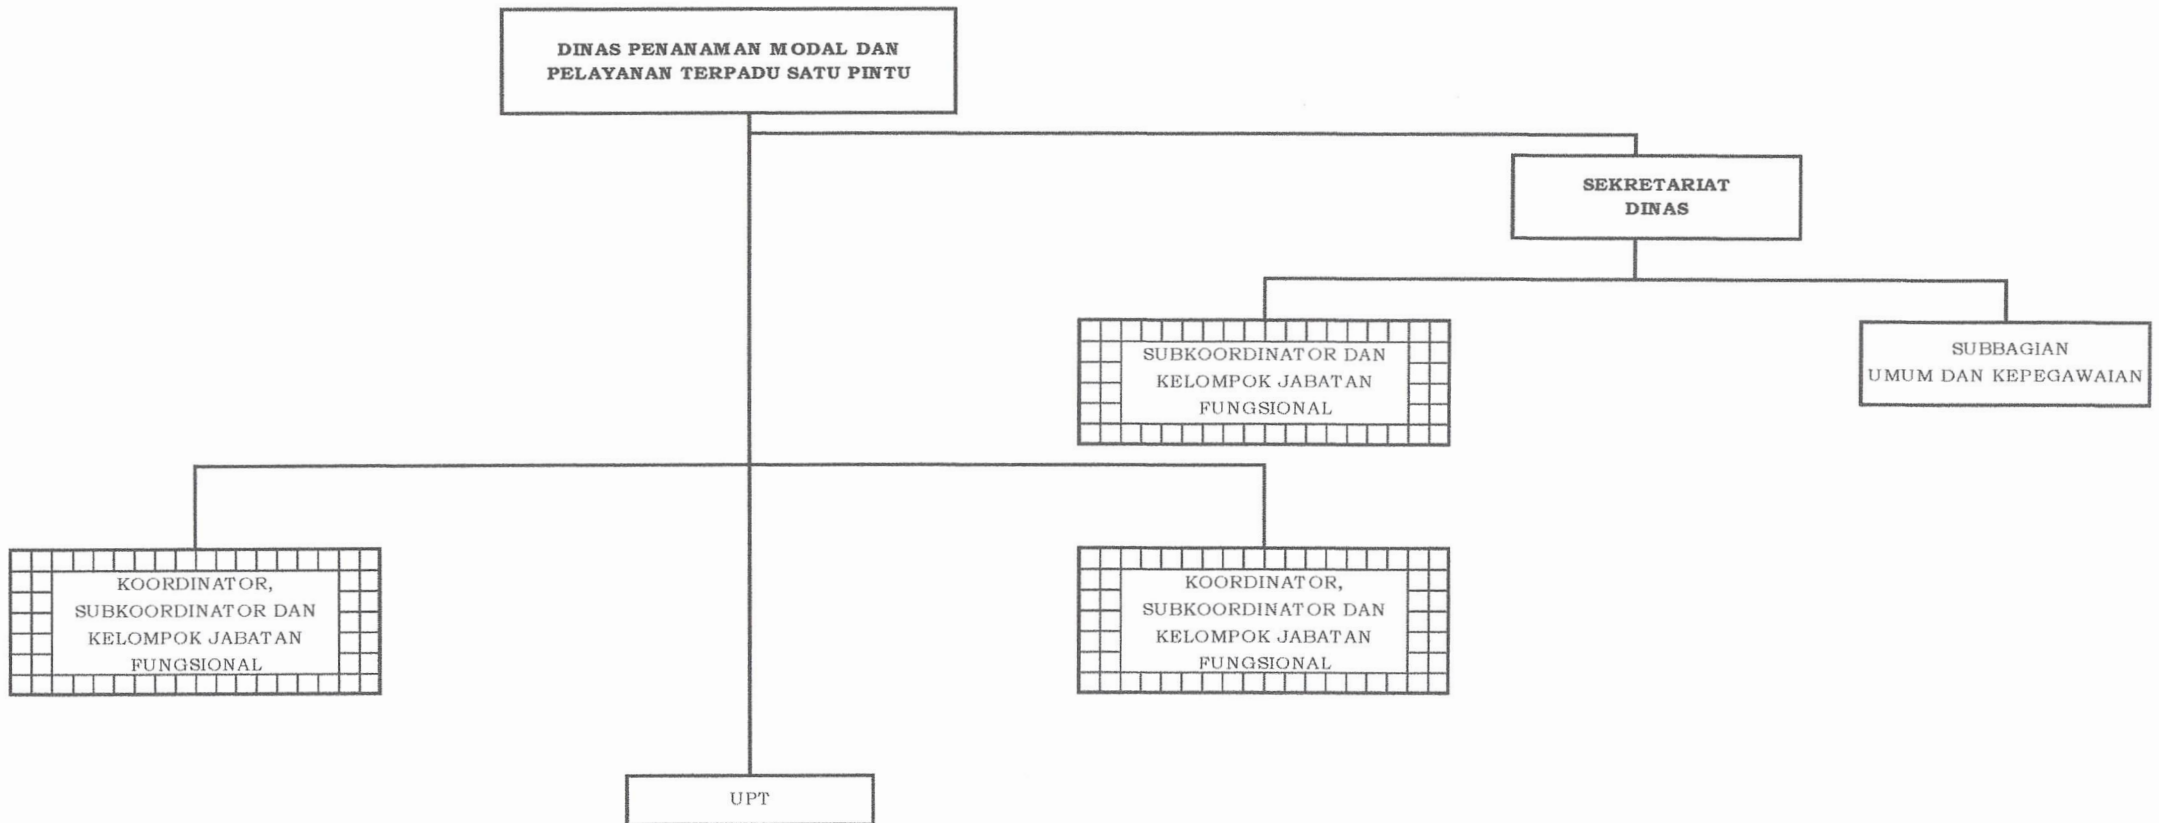 DINAS PENANAMAN MODAL DAN
PELAYANAN TERPADU SATU PINTU
SEKRETARIAT
DINAS
SUBKOORDINATOR DAN
KELOMPOK JABATAN
FUNGSIONAL
SUBBAGIAN
UMUM DAN KEPEGAWAIAN
KOORDINATOR,
SUBKOORDINATOR DAN
KELOMPOK JABATAN
FUNGSIONAL
KOORDINATOR,
SUBKOORDINATOR DAN
KELOMPOK JABATAN
FUNGSIONAL
UPT